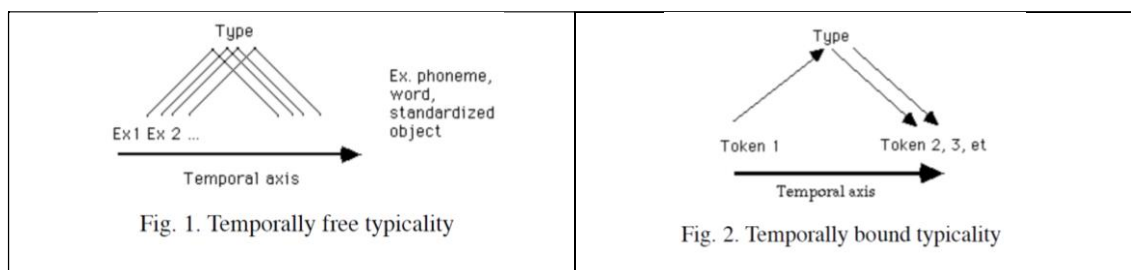 Type
Ex. phoneme,
word,
standardized
object
Ex1 Ex 2 ...
Temporal axis
Fig. 1. Temporally free typicality
Type
Token 1
Token 2, 3, et
Temporal axis
Fig. 2. Temporally bound typicality